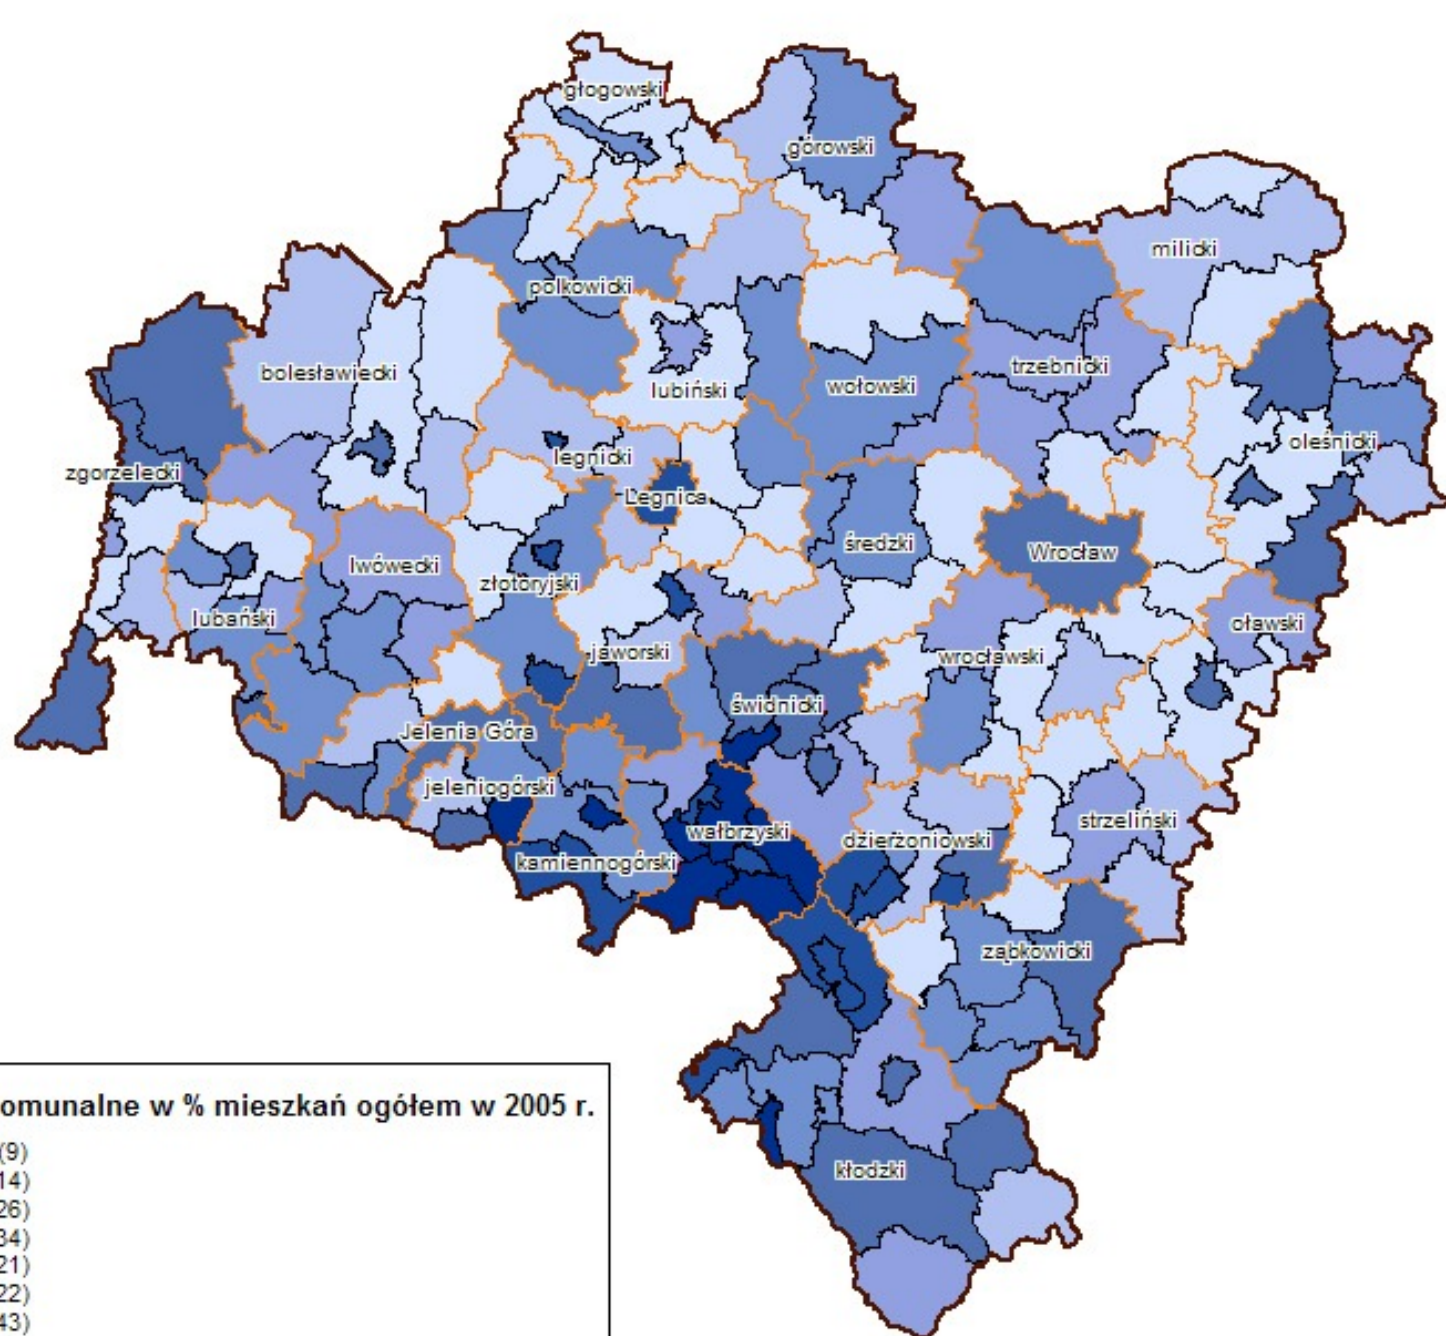 głogowski
górowski
milicki
polkowicki
bolesławiecki
lubiński
wołowski
trzebnicki
oleśnicki
zgorzelecki
legnicki
Legnica
średzki
Wrocław
lwówecki
złotoryjski
lubański
oławski
jaworski
wrocławski
świdnicki
Jelenia Góra
jeleniogórski
strzeliński
wałbrzyski
dzierżoniowski
kamiennogórski
ząbkowicki
kłodzki
omunalne w % mieszkań ogółem w 2005 r.
(9)
14)
26)
34)
21)
22)
43)